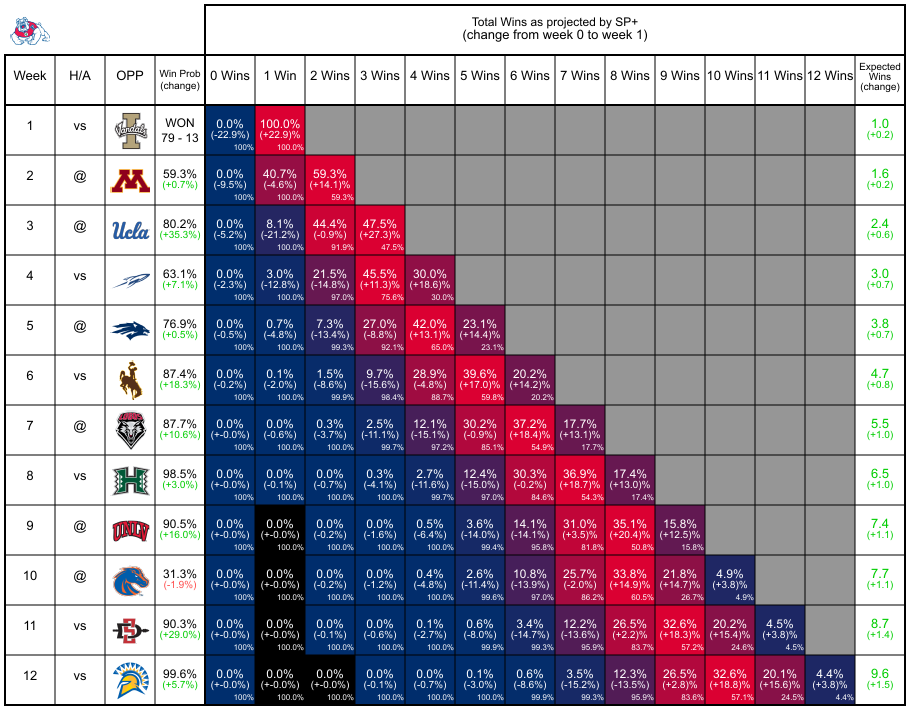 Total Wins as projected by SP+
(change from week 0 to week 1)
Week H/A OPP Win Prob (change) 0 Wins 1 Win 2 Wins 3 Wins 4 Wins 5 Wins 6 Wins 7 Wins 8 Wins 9 Wins 10 Wins 11 Wins 12 Wins Expected Wins (change)
1 vs I Vandals WON 0.0% 100.0% 1.0
79 - 13 (-22.9%) (+22.9)% (+0.2)
100% 100.0%
2 @ M 59.3% 0.0% 40.7% 59.3% 1.6
(+0.7%) (-9.5%) (-4.6%) (+14.1)% (+0.2)
100% 100.0% 59.3%
3 @ Ucla 80.2% 0.0% 8.1% 44.4% 47.5% 2.4
(+35.3%) (-5.2%) (-21.2%) (-0.9%) (+27.3)% (+0.6)
100% 100.0% 91.9% 47.5%
4 vs 63.1% 0.0% 3.0% 21.5% 45.5% 30.0% 3.0
(+7.1%) (-2.3%) (-12.8%) (-14.8%) (+11.3)% (+18.6)% (+0.7)
100% 100.0% 97.0% 75.6% 30.0%
5 @ 76.9% 0.0% 0.7% 7.3% 27.0% 42.0% 23.1% 3.8
(+0.5%) (-0.5%) (-4.8%) (-13.4%) (-8.8%) (+13.1)% (+14.4)% (+0.7)
100% 100.0% 99.3% 92.1% 65.0% 23.1%
6 vs 87.4% 0.0% 0.1% 1.5% 9.7% 28.9% 39.6% 20.2% 4.7
(+18.3%) (-0.2%) (-2.0%) (-8.6%) (-15.6%) (-4.8%) (+17.0)% (+14.2)% (+0.8)
100% 100.0% 99.9% 98.4% 88.7% 59.8% 20.2%
7 @ LOBOS 87.7% 0.0% 0.0% 0.3% 2.5% 12.1% 30.2% 37.2% 17.7% 5.5
(+10.6%) (+-0.0%) (-0.6%) (-3.7%) (-11.1%) (-15.1%) (-0.9%) (+18.4)% (+13.1)% (+1.0)
100% 100.0% 100.0% 99.7% 97.2% 85.1% 54.9% 17.7%
8 vs H 98.5% 0.0% 0.0% 0.0% 0.3% 2.7% 12.4% 30.3% 36.9% 17.4% 6.5
(+3.0%) (+-0.0%) (-0.1%) (-0.7%) (-4.1%) (-11.6%) (-15.0%) (-0.2%) (+18.7)% (+13.0)% (+1.0)
100% 100.0% 100.0% 100.0% 99.7% 97.0% 84.6% 54.3% 17.4%
9 @ UNLV 90.5% 0.0% 0.0% 0.0% 0.0% 0.5% 3.6% 14.1% 31.0% 35.1% 15.8% 7.4
(+16.0%) (+-0.0%) (+-0.0%) (-0.2%) (-1.6%) (-6.4%) (-14.0%) (-14.1%) (+3.5)% (+20.4)% (+12.5)% (+1.1)
100% 100.0% 100.0% 100.0% 100.0% 99.4% 95.8% 81.8% 50.8% 15.8%
10 @ 31.3% 0.0% 0.0% 0.0% 0.0% 0.4% 2.6% 10.8% 25.7% 33.8% 21.8% 4.9% 7.7
(-1.9%) (+-0.0%) (+-0.0%) (-0.2%) (-1.2%) (-4.8%) (-11.4%) (-13.9%) (-2.0%) (+14.9)% (+14.7)% (+3.8)% (+1.1)
100% 100.0% 100.0% 100.0% 100.0% 99.6% 97.0% 86.2% 60.5% 26.7% 4.9%
11 vs SD 90.3% 0.0% 0.0% 0.0% 0.0% 0.1% 0.6% 3.4% 12.2% 26.5% 32.6% 20.2% 4.5% 8.7
(+29.0%) (+-0.0%) (+-0.0%) (-0.1%) (-0.6%) (-2.7%) (-8.0%) (-14.7%) (-13.6%) (+2.2)% (+18.3)% (+15.4)% (+3.8)% (+1.4)
100% 100.0% 100.0% 100.0% 100.0% 99.9% 99.3% 95.9% 83.7% 57.2% 24.6% 4.5%
12 vs 99.6% 0.0% 0.0% 0.0% 0.0% 0.0% 0.1% 0.6% 3.5% 12.3% 26.5% 32.6% 20.1% 4.4% 9.6
(+5.7%) (+-0.0%) (+-0.0%) (+-0.0%) (-0.1%) (-0.7%) (-3.0%) (-8.6%) (-15.2%) (-13.5%) (+2.8)% (+18.8)% (+15.6)% (+3.8)% (+1.5)
100% 100.0% 100.0% 100.0% 100.0% 100.0% 99.9% 99.3% 95.9% 83.6% 57.1% 24.5% 4.4%